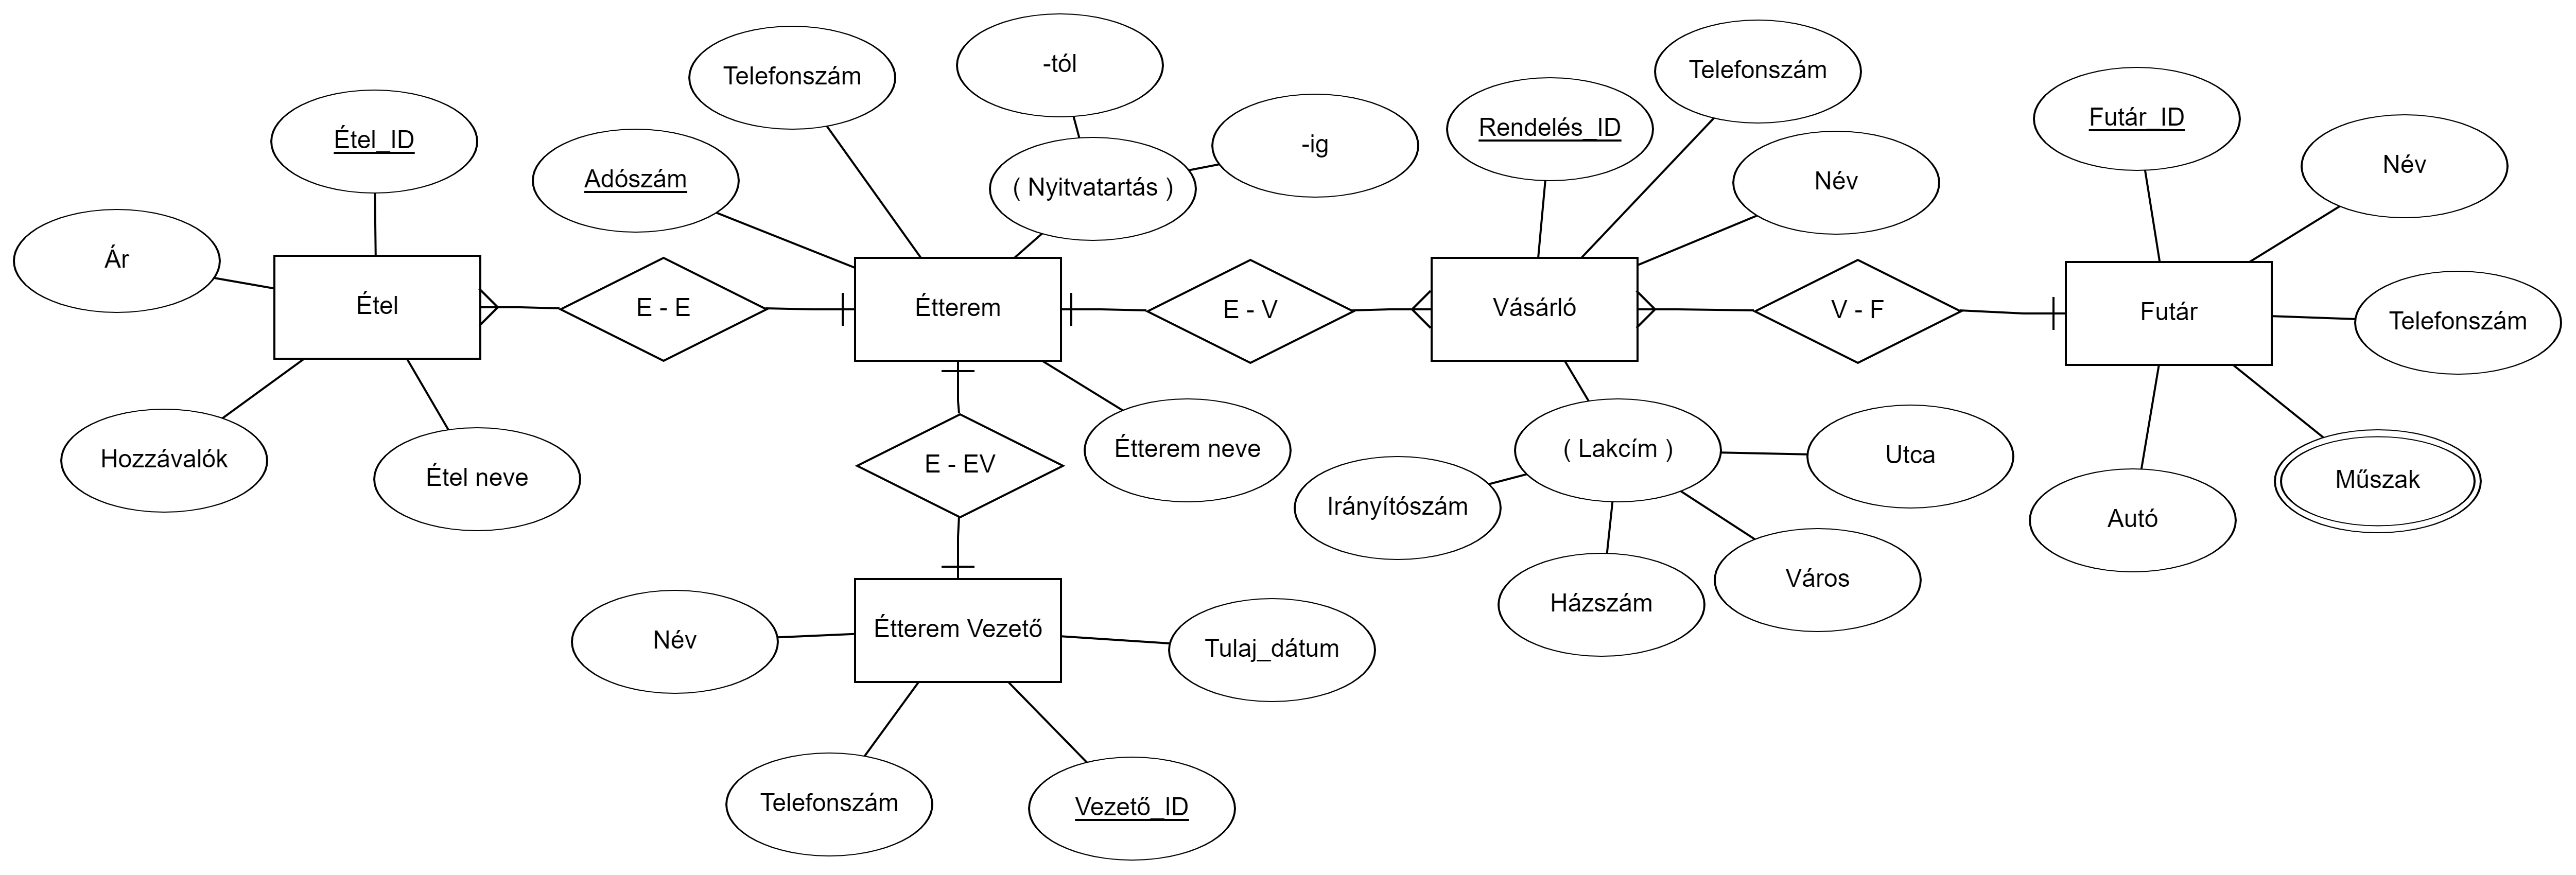 -tól
Telefonszám
Telefonszám
Étel_ID
-ig
Rendelés_ID
Futár_ID
Adószám
( Nyitvatartás )
Név
Név
Ár
Étel
E - E
Étterem
E - V
Vásárló
V - F
Futár
Telefonszám
Hozzávalók
Étel neve
E - EV
Étterem neve
( Lakcím )
Utca
Műszak
Irányítószám
Autó
Házszám
Város
Név
Étterem Vezető
Tulaj_dátum
Telefonszám
Vezető_ID